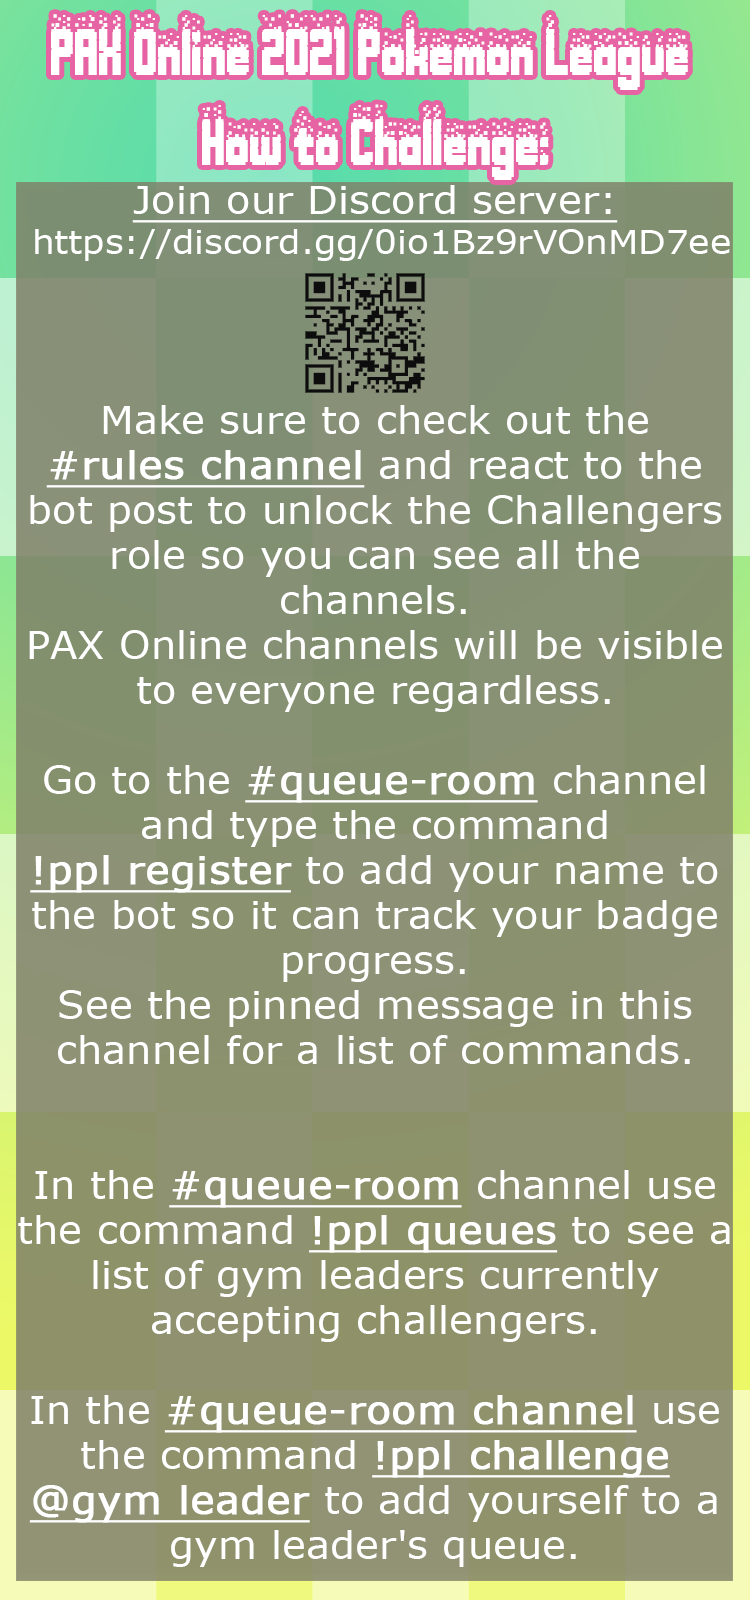 PAX Online 2021 Pokemon League
How to Challenge:
Join our Discord server:
https://discord.gg/0io1Bz9rVOnMD7ee
Make sure to check out the
#rules channel and react to the
bot post to unlock the Challengers
role so you can see all the
channels.
PAX Online channels will be visible
to everyone regardless.
Go to the #queue-room channel
and type the command
!ppl register to add your name to
the bot so it can track your badge
progress.
See the pinned message in this
channel for a list of commands.
In the #queue-room channel use
the command !ppl queues to see a
list of gym leaders currently
accepting challengers.
In the #queue-room channel use
the command !ppl challenge
@gym leader to add yourself to a
gym leader's queue.